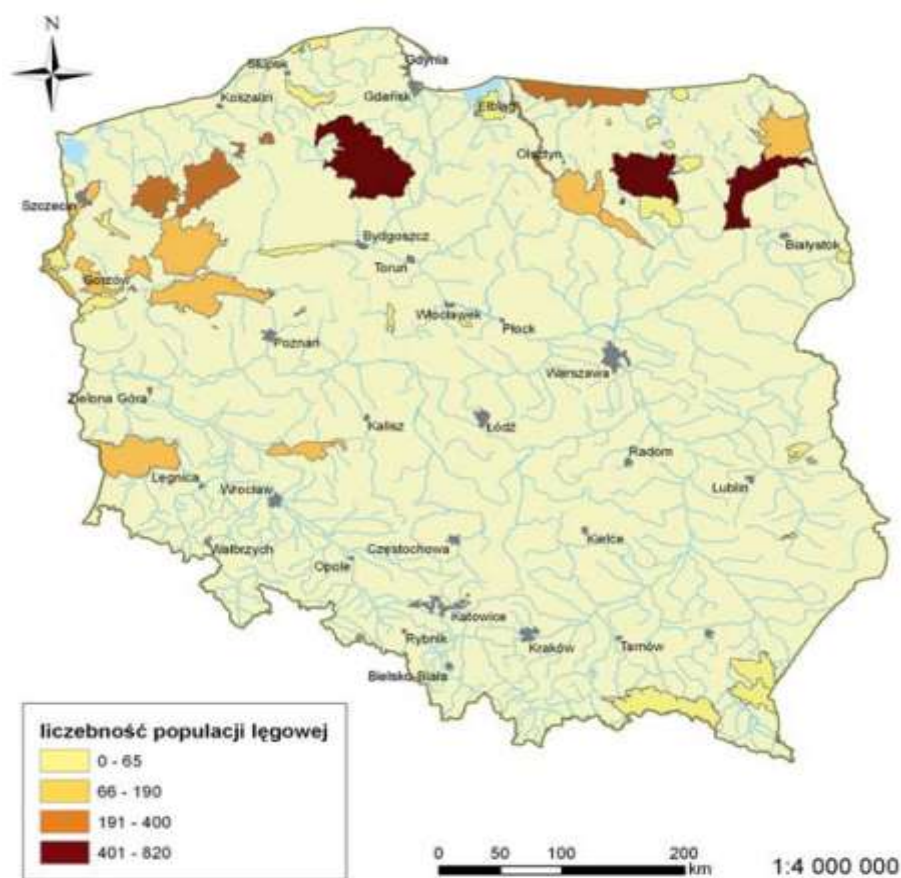 N
Słupsk
Gdynia
Koszalin
Gdańsk
Elbląg
Olsztyn
Szczecin
Białystok
Bydgoszcz
Toruń
Gorzów
Włocławek
Płock
Poznań
Warszawa
Zielona Góra
Kalisz
Łódź
Radom
Legnica
Wrocław
Lublin
Wałbrzych
Częstochowa
Kielce
Opole
Katowice
Rybnik
Kraków
Tarnów
Bielsko-Biała
liczebność populacji lęgowej
0 - 65
66 - 190
191 - 400
401 - 820
0 50 100 200
km
1:4 000 000